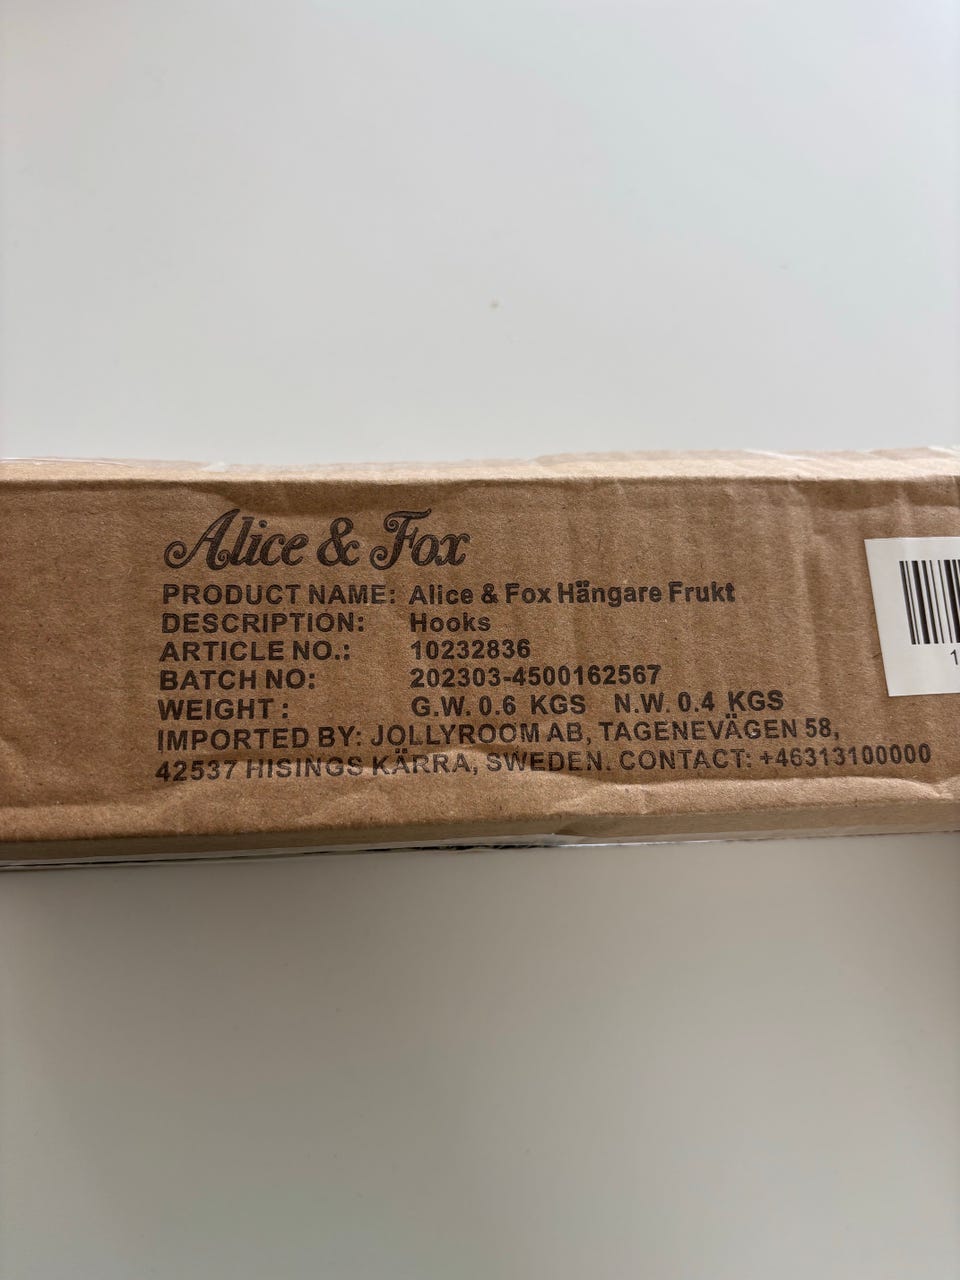 Alice & Fox
PRODUCT NAME: Alice & Fox Hängare Frukt
DESCRIPTION: Hooks
ARTICLE NO.: 10232836
BATCH NO: 202303-4500162567
WEIGHT : G.W. 0.6 KGS N.W. 0.4 KGS
IMPORTED BY: JOLLYROOM AB, TAGENEVÄGEN 58,
42537 HISINGS KÄRRA, SWEDEN. CONTACT: +46313100000
1